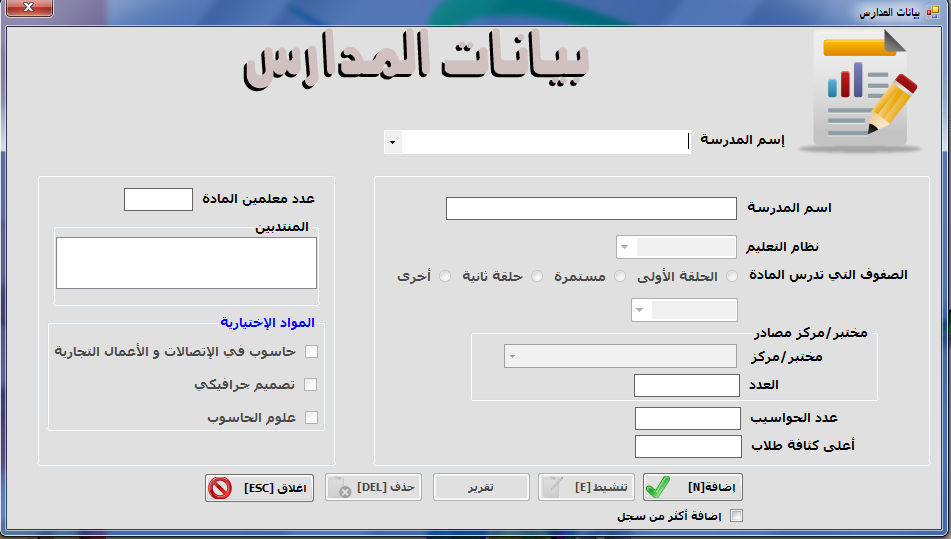 بيانات المدارس
بيانات المدارس
إسم المدرسة
اسم المدرسة
نظام التعليم
الصفوف التي تدرس المادة
الحلقة الأولى
مستمرة
حلقة ثانية
أخرى
مختبر/مركز مصادر
مختبر/مركز
العدد
عدد الحواسيب
أعلى كثافة طلاب
عدد معلمين المادة
المنتدبين
المواد الإختيارية
حاسوب في الإتصالات و الأعمال التجارية
تصميم جرافيكي
علوم الحاسوب
إضافة[N]
تنشيط [E]
تقرير
حذف [DEL]
اغلاق [ESC]
إضافة أكثر من سجل